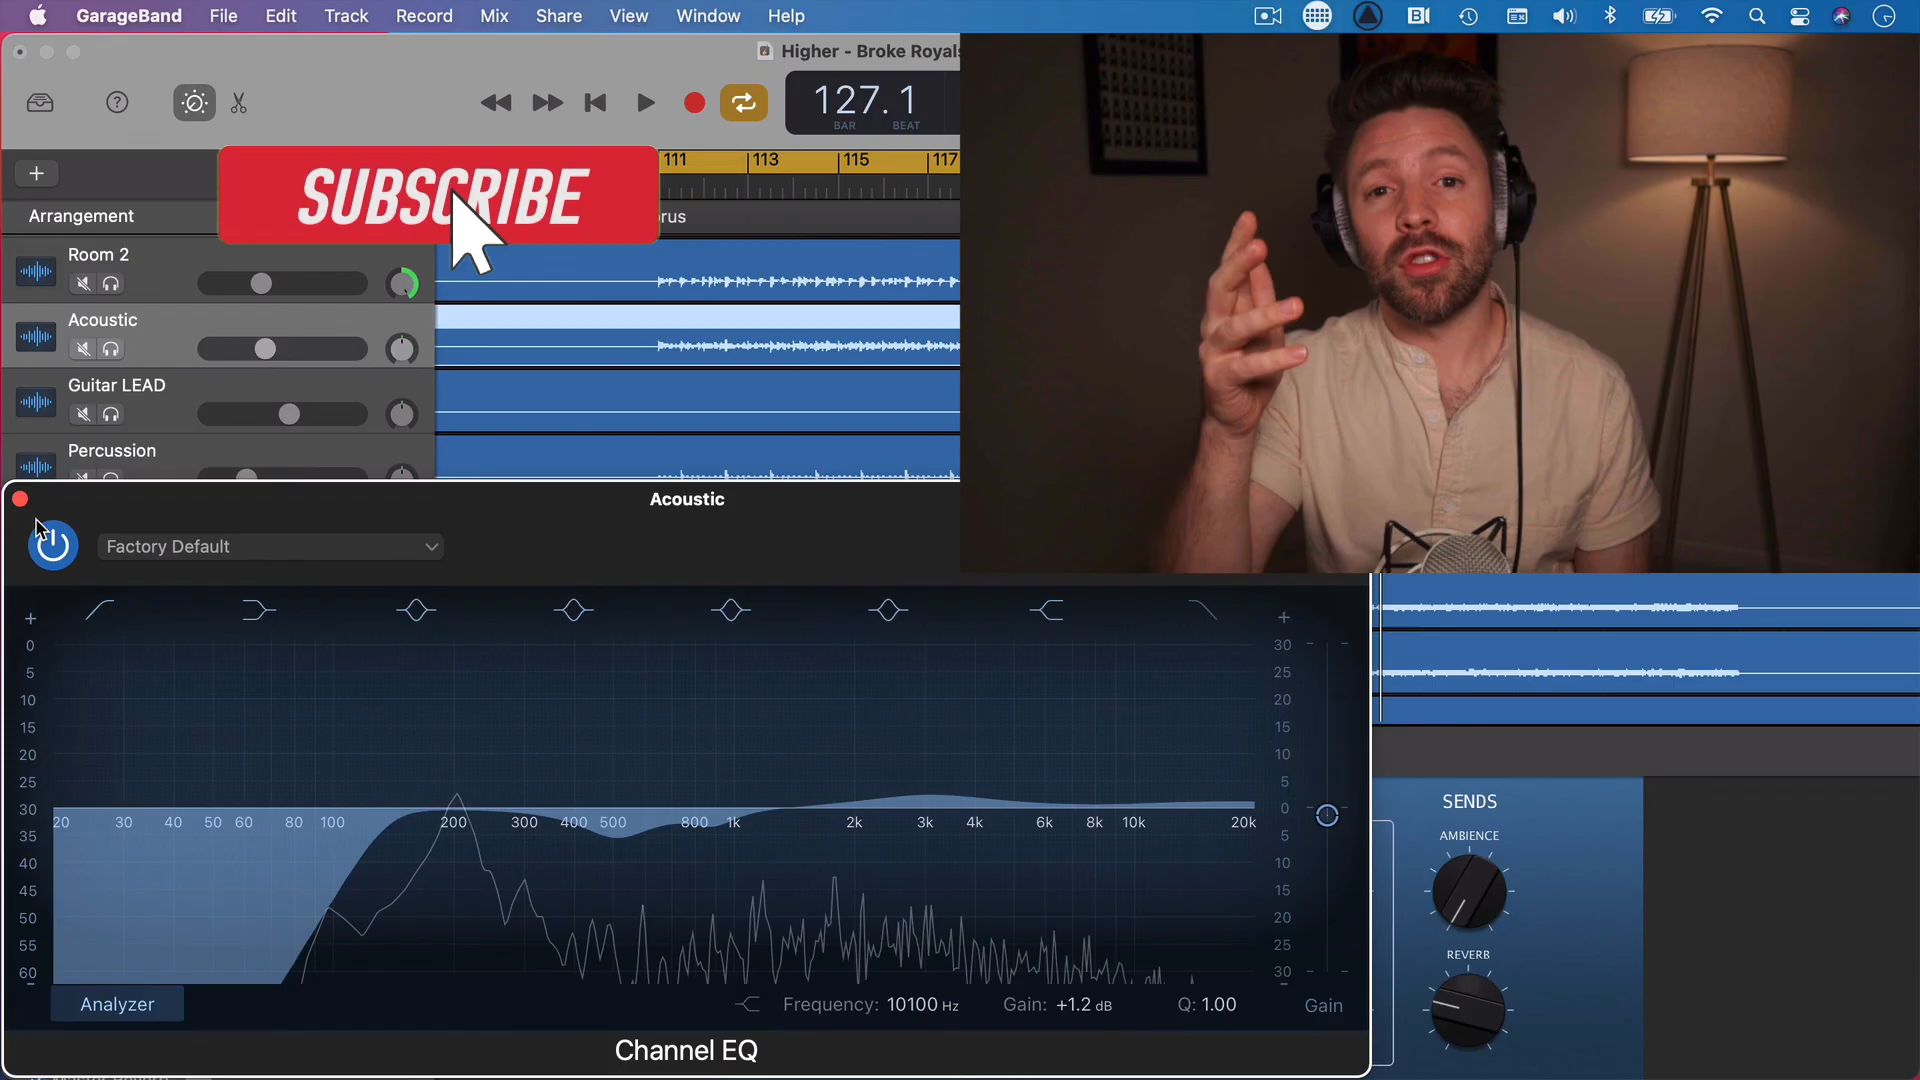 GarageBand File Edit Track Record Mix Share View Window Help
Higher - Broke Royals
127.1
BAR BEAT
111 113 115 117
SUBSCRIBE
Arrangement
orus
Room 2
Acoustic
Guitar LEAD
Percussion
Acoustic
Factory Default
+ +
0 30
5 25
10 20
15 15
20 10
25 5
30 0
20 30 40 50 60 80 100 200 300 400 500 800 1k 2k 3k 4k 6k 8k 10k 20k
35 5
40 10
45 15
50 20
55 25
60 30
- -
Analyzer Frequency: 10100 Hz Gain: +1.2 dB Q: 1.00 Gain
Channel EQ
SENDS
AMBIENCE
REVERB